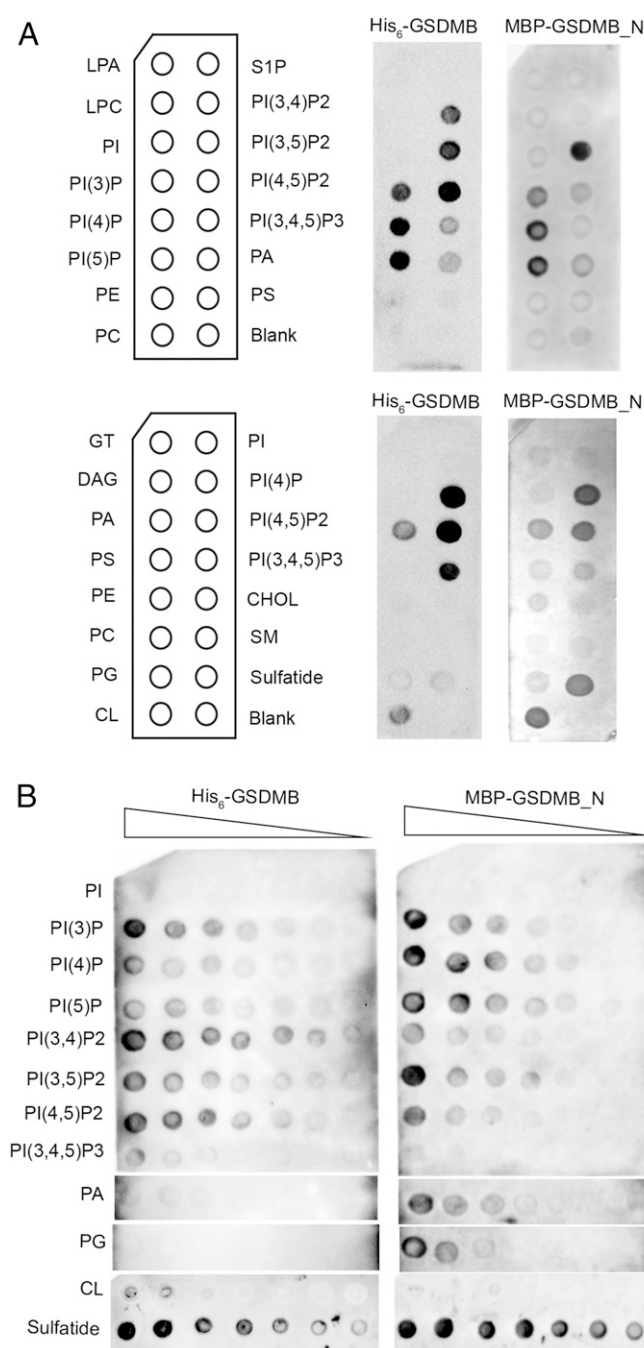 A
His6-GSDMB MBP-GSDMB_N
LPA S1P
LPC PI(3,4)P2
PI PI(3,5)P2
PI(3)P PI(4,5)P2
PI(4)P PI(3,4,5)P3
PI(5)P PA
PE PS
PC Blank
His6-GSDMB MBP-GSDMB_N
GT PI
DAG PI(4)P
PA PI(4,5)P2
PS PI(3,4,5)P3
PE CHOL
PC SM
PG Sulfatide
CL Blank
B
His6-GSDMB MBP-GSDMB_N
PI
PI(3)P
PI(4)P
PI(5)P
PI(3,4)P2
PI(3,5)P2
PI(4,5)P2
PI(3,4,5)P3
PA
PG
CL
Sulfatide